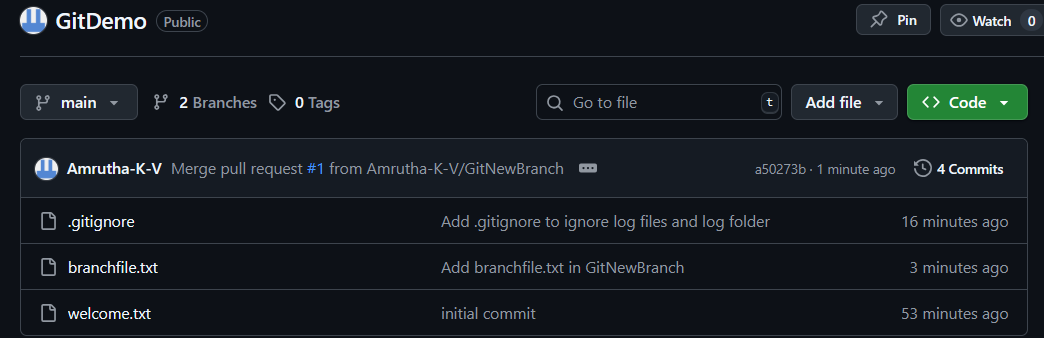 GitDemo Public Pin Watch 0
main 2 Branches 0 Tags Go to file t Add file Code
Amrutha-K-V Merge pull request #1 from Amrutha-K-V/GitNewBranch a50273b · 1 minute ago 4 Commits
.gitignore Add .gitignore to ignore log files and log folder 16 minutes ago
branchfile.txt Add branchfile.txt in GitNewBranch 3 minutes ago
welcome.txt initial commit 53 minutes ago